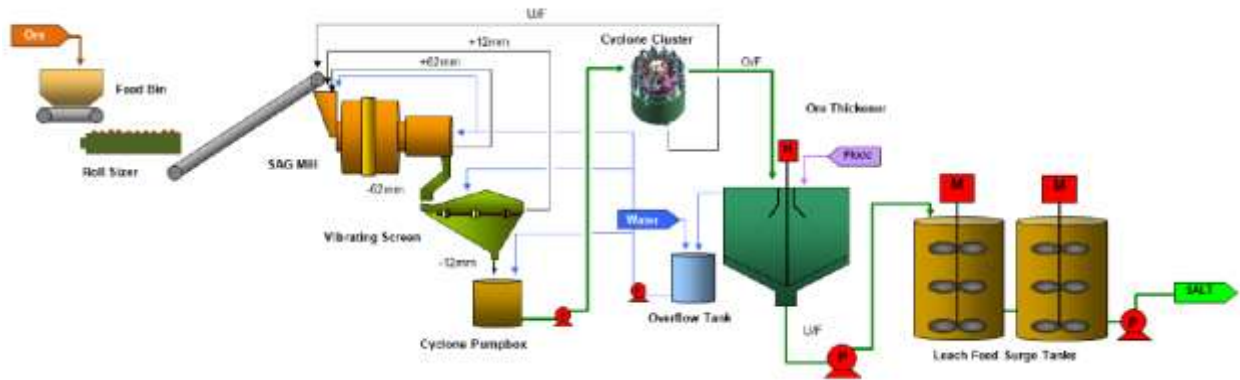 Ore
Feed Bin
Roll Sizer
SAG Mill
U/F
+12mm
+62mm
-62mm
Vibrating Screen
-12mm
Cyclone Pumpbox
P
Cyclone Cluster
O/F
Ore Thickener
M
Floc
Water
P
Overflow Tank
U/F
P
M
M
Leach Feed Surge Tanks
P